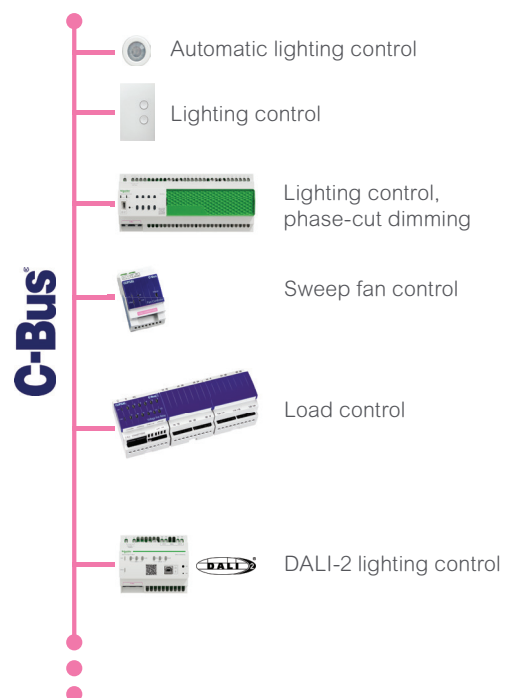 Automatic lighting control
Lighting control
Lighting control,
phase-cut dimming
Sweep fan control
C-Bus
Load control
DALI 2
DALI-2 lighting control